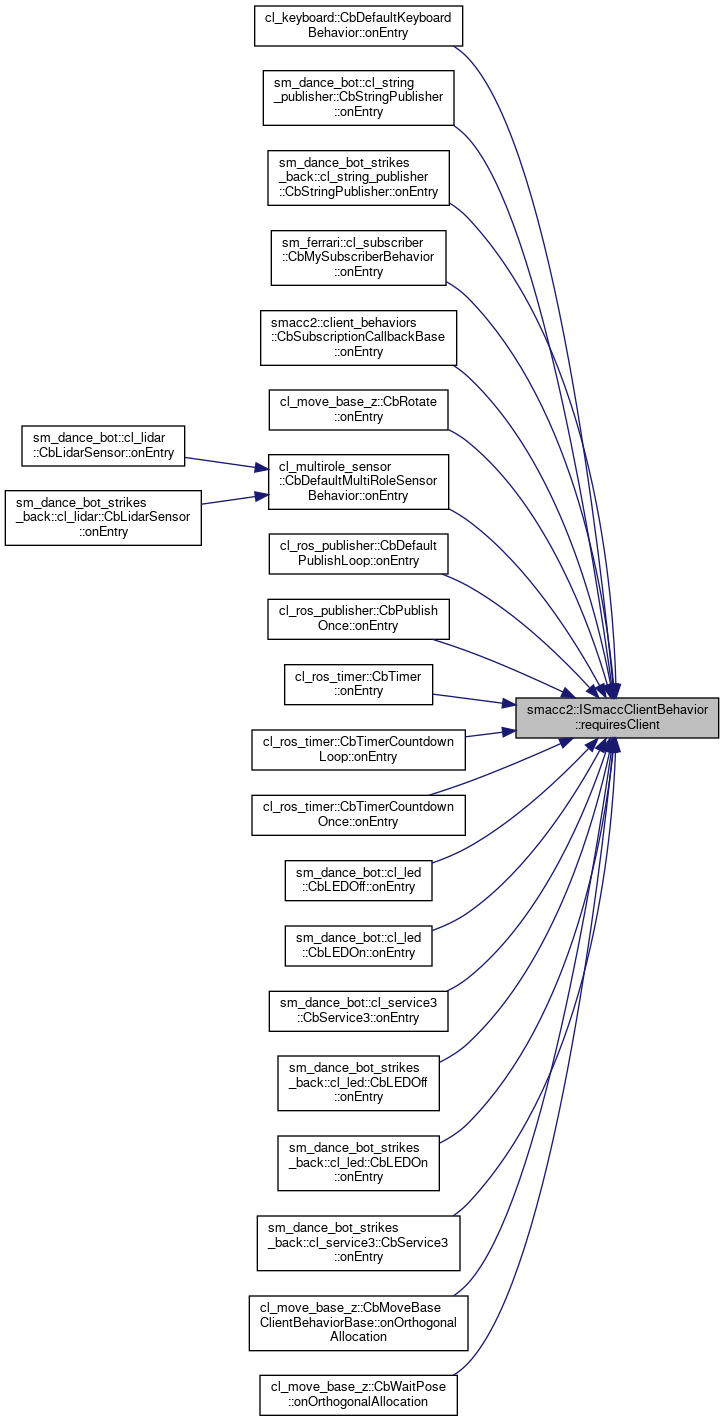 cl_keyboard::CbDefaultKeyboard
Behavior::onEntry
sm_dance_bot::cl_string
_publisher::CbStringPublisher
::onEntry
sm_dance_bot_strikes
_back::cl_string_publisher
::CbStringPublisher::onEntry
sm_ferrari::cl_subscriber
::CbMySubscriberBehavior
::onEntry
smacc2::client_behaviors
::CbSubscriptionCallbackBase
::onEntry
cl_move_base_z::CbRotate
::onEntry
sm_dance_bot::cl_lidar
::CbLidarSensor::onEntry
cl_multirole_sensor
::CbDefaultMultiRoleSensor
Behavior::onEntry
sm_dance_bot_strikes
_back::cl_lidar::CbLidarSensor
::onEntry
cl_ros_publisher::CbDefault
PublishLoop::onEntry
cl_ros_publisher::CbPublish
Once::onEntry
cl_ros_timer::CbTimer
::onEntry
smacc2::ISmaccClientBehavior
::requiresClient
cl_ros_timer::CbTimerCountdown
Loop::onEntry
cl_ros_timer::CbTimerCountdown
Once::onEntry
sm_dance_bot::cl_led
::CbLEDOff::onEntry
sm_dance_bot::cl_led
::CbLEDOn::onEntry
sm_dance_bot::cl_service3
::CbService3::onEntry
sm_dance_bot_strikes
_back::cl_led::CbLEDOff
::onEntry
sm_dance_bot_strikes
_back::cl_led::CbLEDOn
::onEntry
sm_dance_bot_strikes
_back::cl_service3::CbService3
::onEntry
cl_move_base_z::CbMoveBase
ClientBehaviorBase::onOrthogonal
Allocation
cl_move_base_z::CbWaitPose
::onOrthogonalAllocation